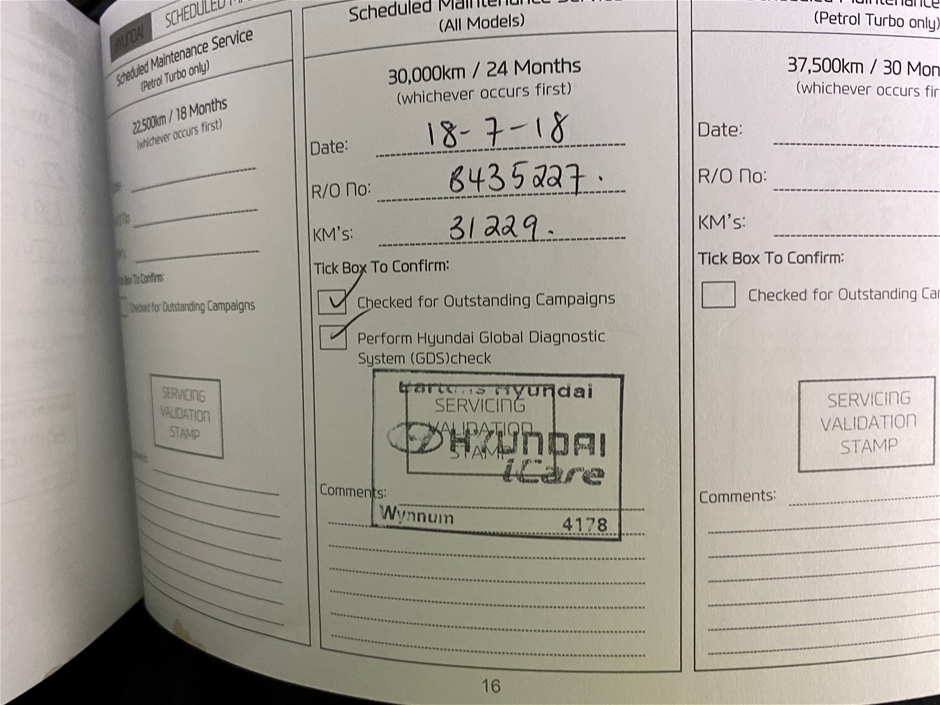 HYUNDAI
SCHEDULED
Scheduled Maintenance Service
(Petrol Turbo only)
22,500km / 18 Months
(whichever occurs first)
Tick Box To Confirm:
Checked for Outstanding Campaigns
SERVICING
VALIDATION
STAMP
Scheduled Maintenance
(All Models)
30,000km / 24 Months
(whichever occurs first)
Date: 18-7-18
R/O No: B435227.
KM's: 31229.
Tick Box To Confirm:
Checked for Outstanding Campaigns
Perform Hyundai Global Diagnostic
System (GDS)check
Hyundai
SERVICING
VALIDATION
STAMP
HYUNDAI
iCare
Comments:
Wynnum 4178
(Petrol Turbo only)
37,500km / 30 Mon
(whichever occurs fir
Date:
R/O No:
KM's:
Tick Box To Confirm:
Checked for Outstanding Ca
SERVICING
VALIDATION
STAMP
Comments:
16